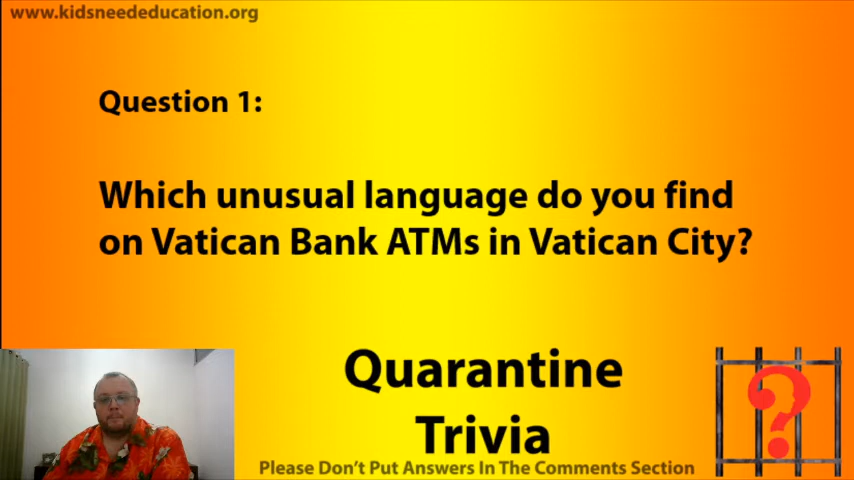 www.kidsneededucation.org
Question 1:
Which unusual language do you find
on Vatican Bank ATMs in Vatican City?
Quarantine
Trivia
Please Don't Put Answers In The Comments Section
?